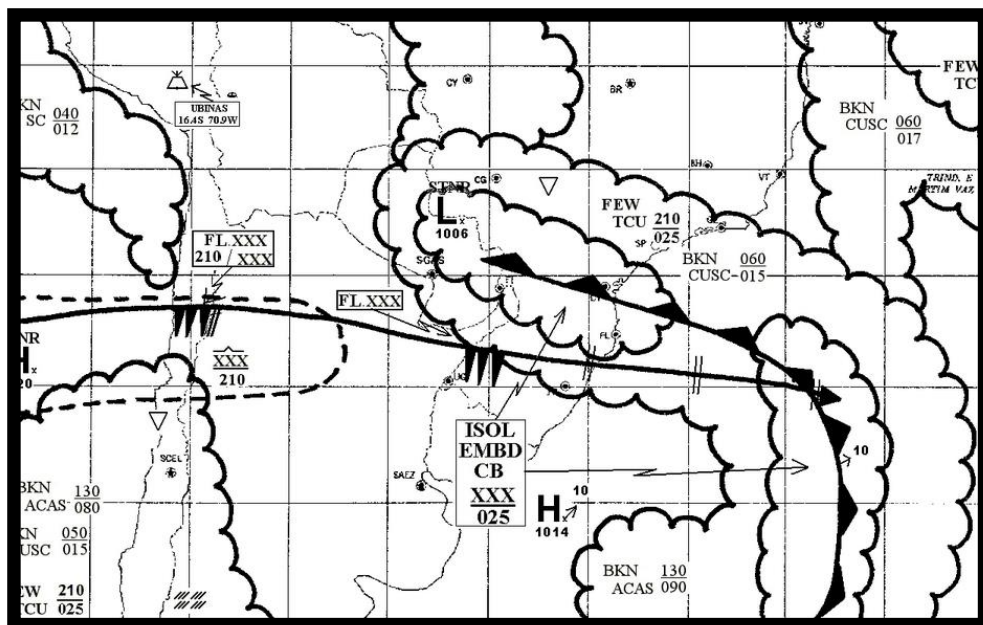 CY
BR
FEW
TC
UBINAS
16.4S 70.9W
KN 040
SC 012
BKN 060
CUSC 017
BH
VT
TRIND. E
MARTIM VAZ
CG
STNR
L
x
1006
FEW
TCU 210
025
SP
BKN 060
CUSC 015
FL XXX
210 XXX
SGAS
FL XXX
NR
H
x
20
XXX
210
FL
ISOL
EMBD
CB
XXX
025
10
SCEL
SAEZ
10
H
x
1014
BKN 130
ACAS 080
KN 050
USC 015
EW 210
TCU 025
BKN 130
ACAS 090